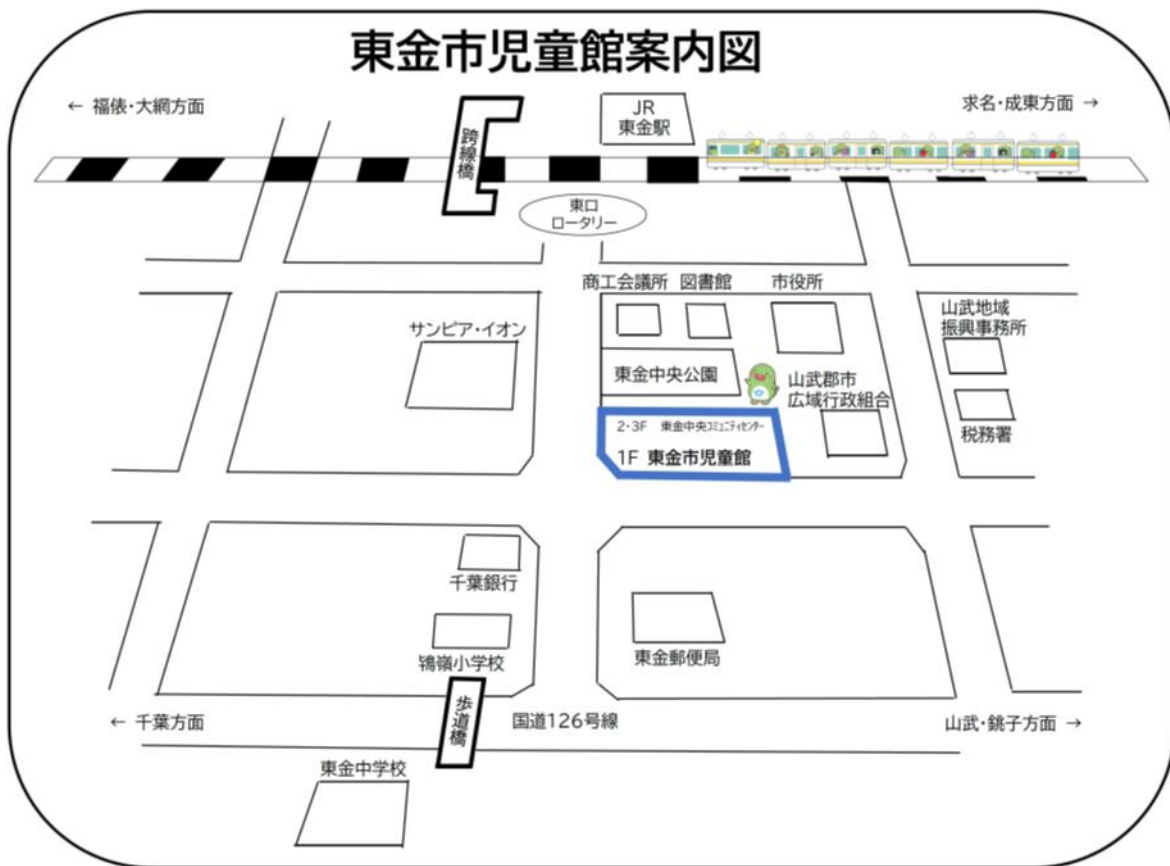 東金市児童館案内図
← 福俵・大網方面
跨線橋
JR
東金駅
求名・成東方面 →
東口
ロータリー
商工会議所
図書館
市役所
サンピア・イオン
山武地域
振興事務所
東金中央公園
山武郡市
広域行政組合
税務署
2・3F 東金中央コミュニティセンター
1F 東金市児童館
千葉銀行
鴇嶺小学校
東金郵便局
歩道橋
← 千葉方面
国道126号線
山武・銚子方面 →
東金中学校